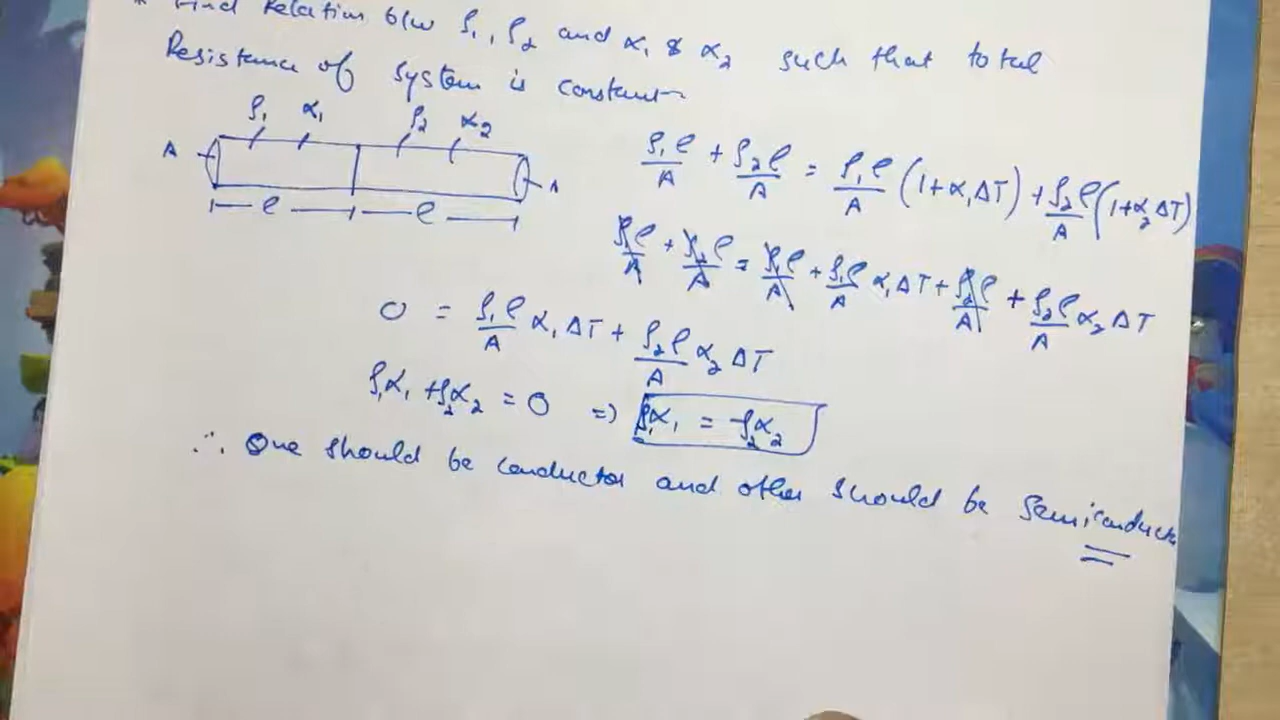 * Find Relation b/w ρ₁, ρ₂ and α₁ & α₂ such that total
Resistance of system is constant
ρ₁ α₁ ρ₂ α₂
A A
l l
ρ₁l/A + ρ₂l/A = ρ₁l/A (1+α₁ΔT) + ρ₂l/A (1+α₂ΔT)
ρ₁l/A + ρ₂l/A = ρ₁l/A + ρ₁l/A α₁ΔT + ρ₂l/A + ρ₂l/A α₂ΔT
0 = ρ₁l/A α₁ΔT + ρ₂l/A α₂ΔT
ρ₁α₁ + ρ₂α₂ = 0 => ρ₁α₁ = -ρ₂α₂
∴ One should be conductor and other should be Semiconductor